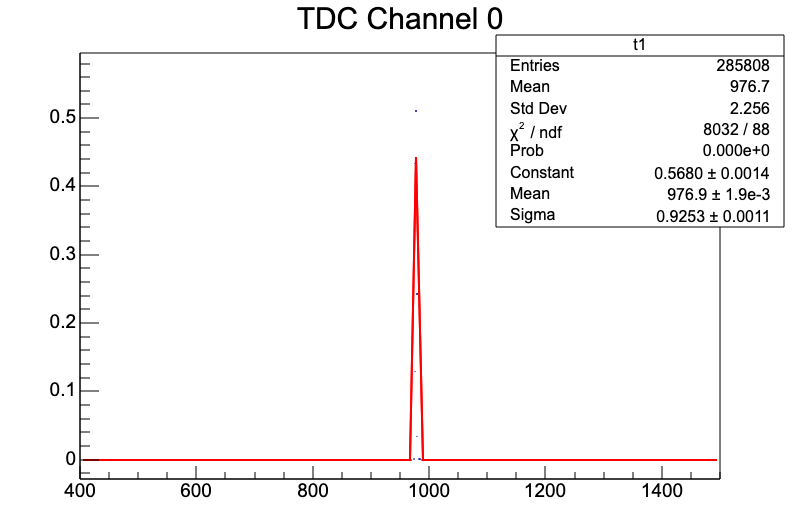 TDC Channel 0
t1
Entries 285808
Mean 976.7
Std Dev 2.256
χ² / ndf 8032 / 88
Prob 0.000e+0
Constant 0.5680 ± 0.0014
Mean 976.9 ± 1.9e-3
Sigma 0.9253 ± 0.0011
0.5
0.4
0.3
0.2
0.1
0
400 600 800 1000 1200 1400